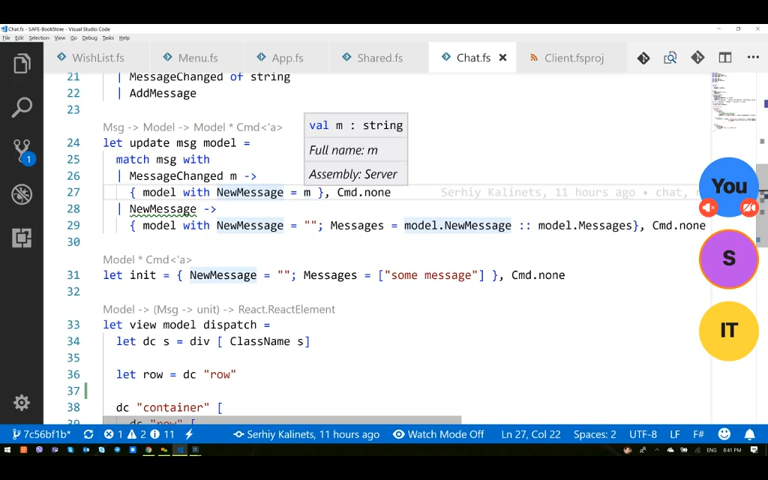 Chat.fs - SAFE-BookStore - Visual Studio Code
File Edit Selection View Go Debug Tasks Help
WishList.fs Menu.fs App.fs Shared.fs Chat.fs Client.fsproj
21 | MessageChanged of string
22 | AddMessage
23
Msg -> Model -> Model * Cmd<'a>
val m : string
Full name: m
Assembly: Server
24 let update msg model =
25 match msg with
26 | MessageChanged m ->
27 { model with NewMessage = m }, Cmd.none Serhiy Kalinets, 11 hours ago • chat,
28 | NewMessage ->
29 { model with NewMessage = ""; Messages = model.NewMessage :: model.Messages}, Cmd.none
30
Model * Cmd<'a>
31 let init = { NewMessage = ""; Messages = ["some message"] }, Cmd.none
32
Model -> (Msg -> unit) -> React.ReactElement
33 let view model dispatch =
34 let dc s = div [ ClassName s]
35
36 let row = dc "row"
37
38 dc "container" [
39 dc "row" [
1
You
S
IT
7c56bf1* 1 2 11 Serhiy Kalinets, 11 hours ago Watch Mode Off Ln 27, Col 22 Spaces: 2 UTF-8 LF F#
8:41 PM